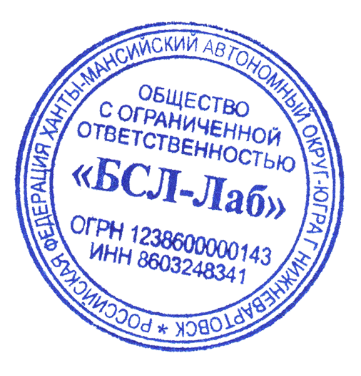 * РОССИЙСКАЯ ФЕДЕРАЦИЯ ХАНТЫ-МАНСИЙСКИЙ АВТОНОМНЫЙ ОКРУГ-ЮГРА Г НИЖНЕВАРТОВСК
ОБЩЕСТВО
С ОГРАНИЧЕННОЙ
ОТВЕТСТВЕННОСТЬЮ
«БСЛ-Лаб»
ОГРН 1238600000143
ИНН 8603248341